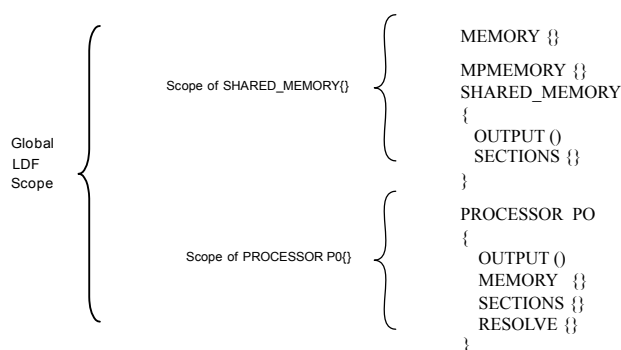 MEMORY {}
MPMEMORY {}
Scope of SHARED_MEMORY{}
SHARED_MEMORY
{
OUTPUT ()
SECTIONS {}
}
Global
LDF
Scope
PROCESSOR PO
{
Scope of PROCESSOR P0{}
OUTPUT ()
MEMORY {}
SECTIONS {}
RESOLVE {}
}